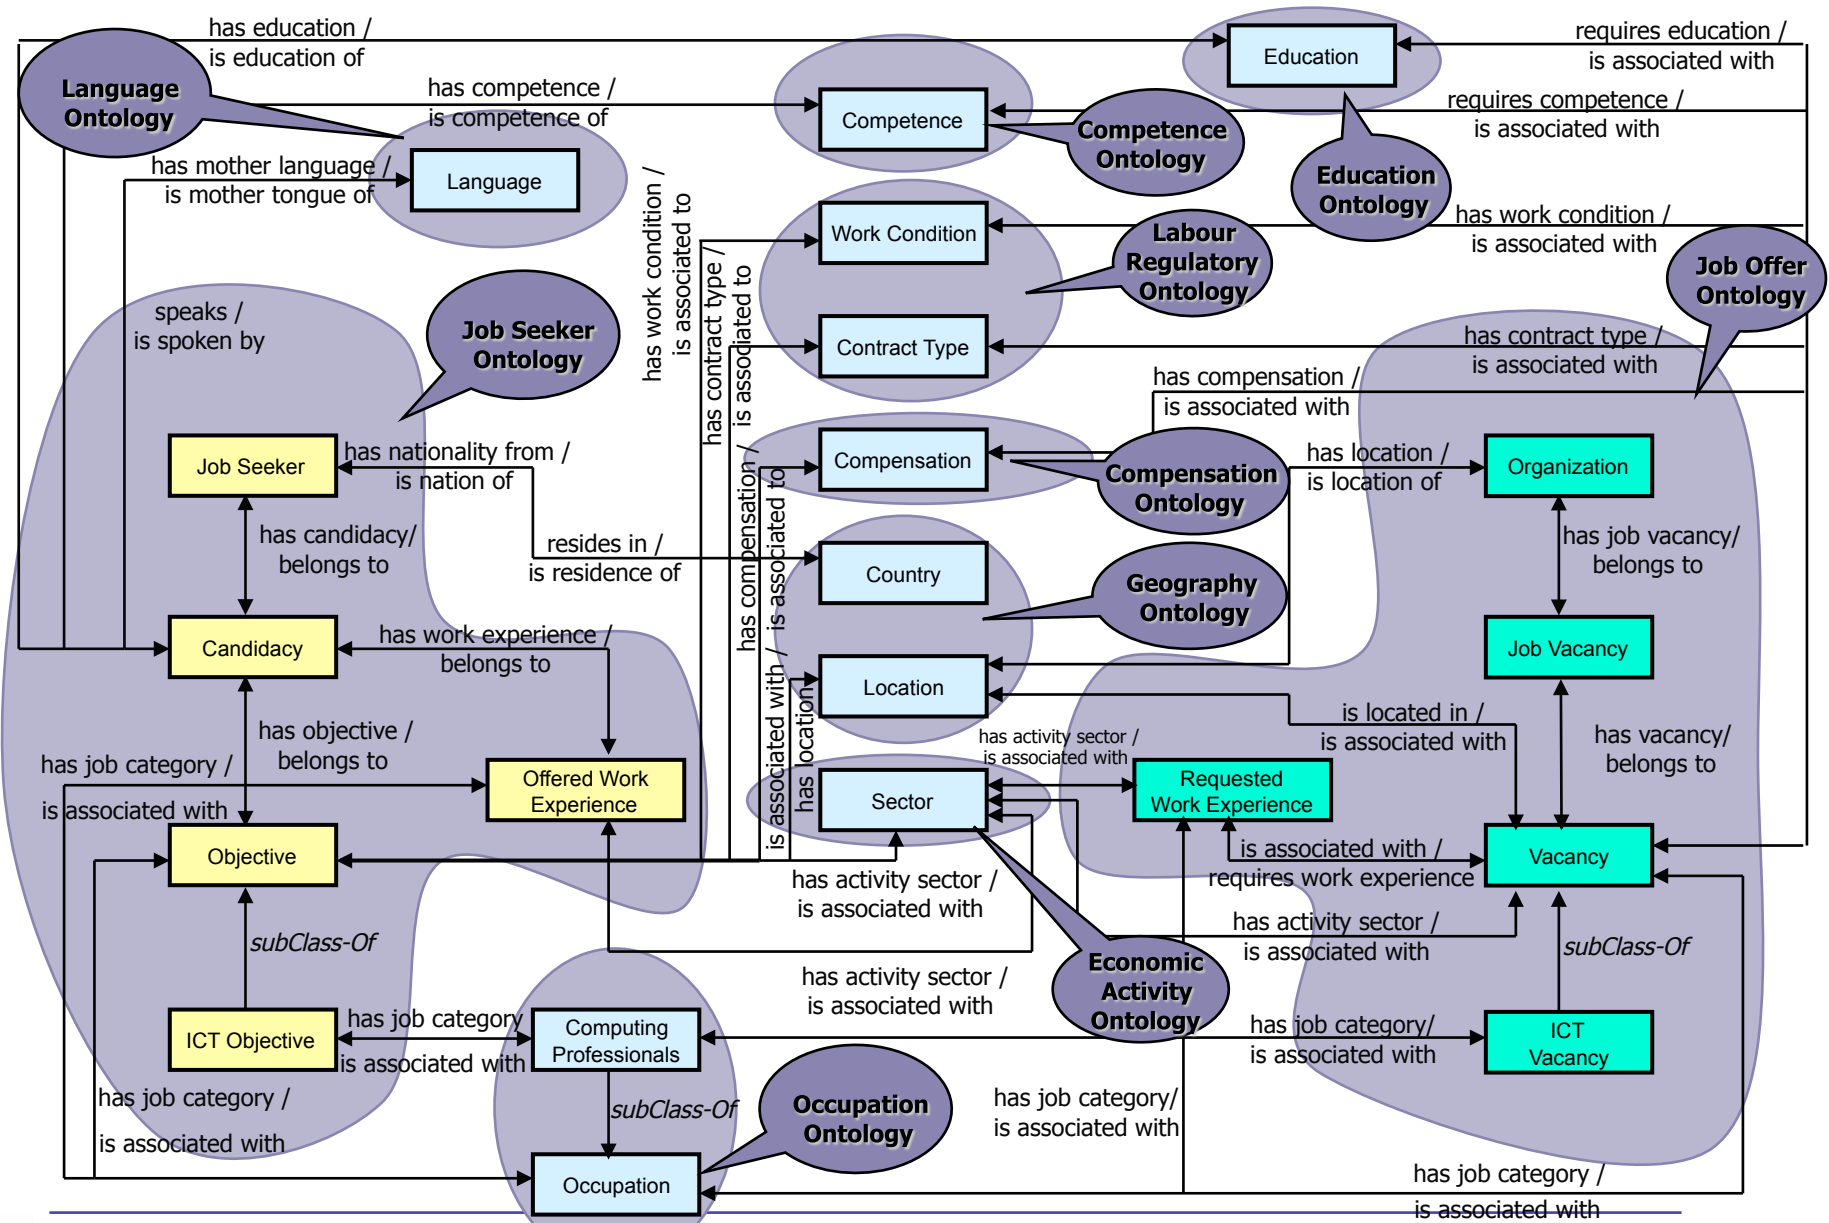 has education /
is education of
requires education /
is associated with
Education
Language
Ontology
has competence /
is competence of
Competence
requires competence /
is associated with
Competence
Ontology
has mother language /
is mother tongue of
Language
Education
Ontology
has work condition /
is associated to
Work Condition
Labour
Regulatory
Ontology
has work condition /
is associated with
Job Offer
Ontology
has contract type /
is associated to
speaks /
is spoken by
Job Seeker
Ontology
Contract Type
has contract type /
is associated with
has compensation /
is associated with
Job Seeker
has nationality from /
is nation of
Compensation
Compensation
Ontology
has location /
is location of
Organization
has compensation /
is associated to
has candidacy/
belongs to
resides in /
is residence of
Country
Geography
Ontology
has job vacancy/
belongs to
Candidacy
has work experience /
belongs to
Location
Job Vacancy
is associated with /
has location
has objective /
belongs to
has activity sector /
is associated with
is located in /
is associated with
has vacancy/
belongs to
has job category /
is associated with
Offered Work
Experience
Sector
Requested
Work Experience
Objective
is associated with /
requires work experience
Vacancy
has activity sector /
is associated with
subClass-Of
has activity sector /
is associated with
subClass-Of
has activity sector /
is associated with
Economic
Activity
Ontology
ICT Objective
has job category
is associated with
Computing
Professionals
has job category/
is associated with
ICT
Vacancy
has job category /
is associated with
subClass-Of
Occupation
Ontology
has job category/
is associated with
Occupation
has job category /
is associated with